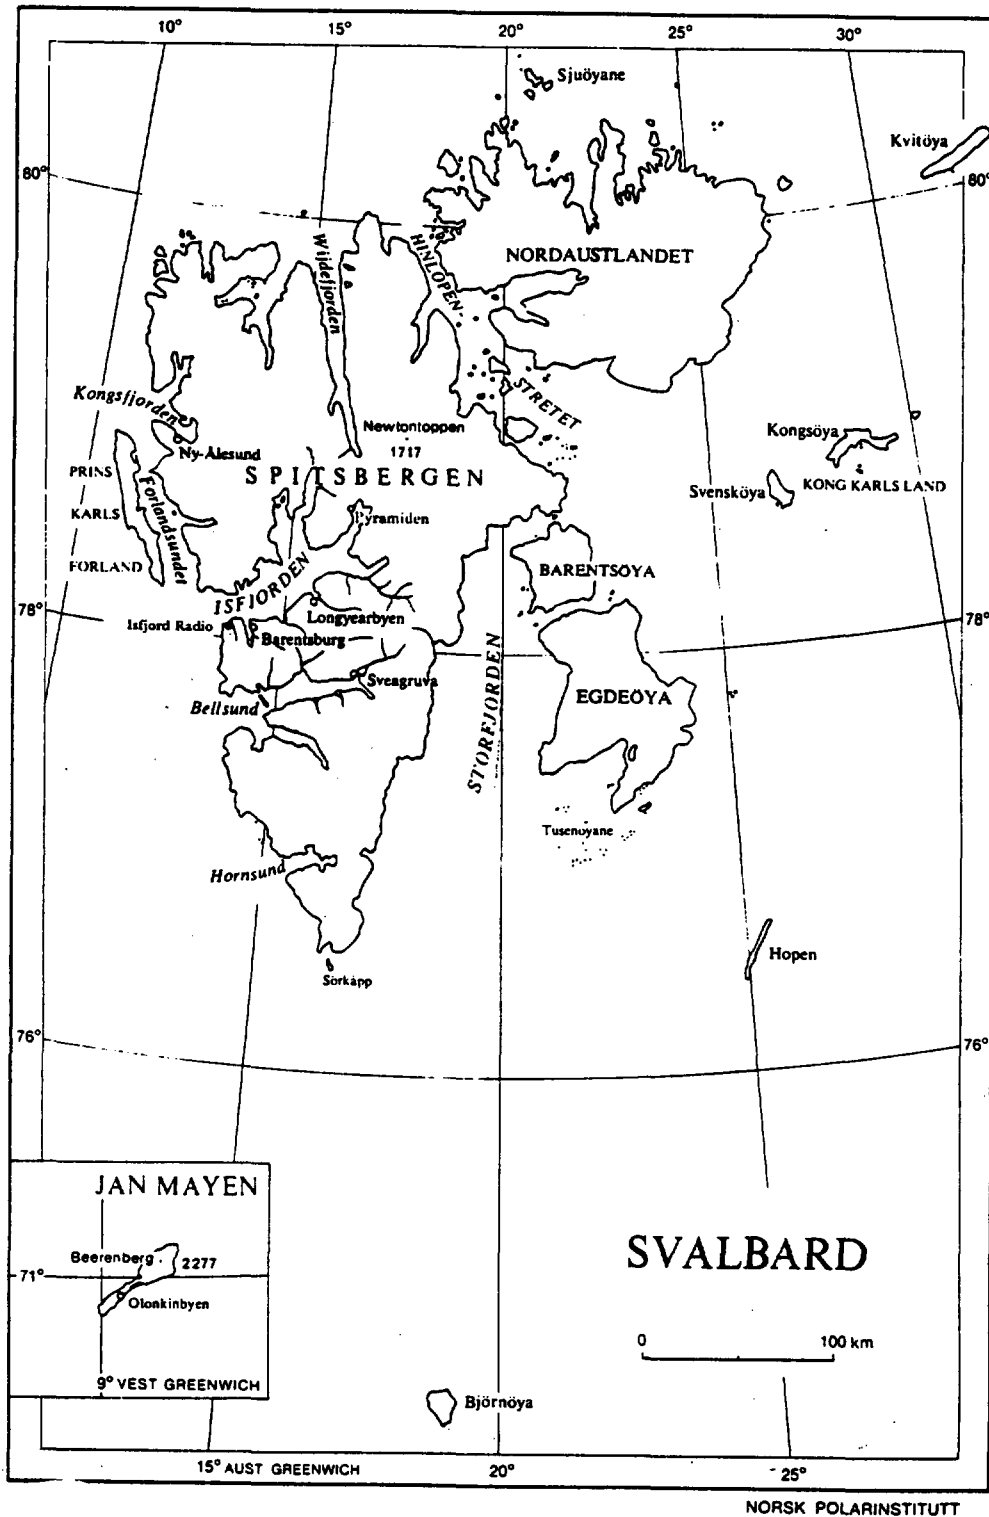 10° 15° 20° 25° 30°
Sjuöyane
Kvitöya
80° 80°
NORDAUSTLANDET
HINLOPEN
STRETET
Wijdefjorden
Kongsfjorden
Ny-Ålesund
Newtontoppen
1717
Kongsöya
KONG KARLS LAND
Svensköya
SPITSBERGEN
PRINS
KARLS
FORLAND
Forlandsundet
Pyramiden
BARENTSÖYA
ISFJORDEN
78° 78°
Longyearbyen
Isfjord Radio
Barentsburg
Sveagruva
EGDEÖYA
Bellsund
STORFJORDEN
Tusenöyane
Hornsund
Hopen
Sörkapp
76° 76°
JAN MAYEN
Beerenberg 2277
71°
Olonkinbyen
9° VEST GREENWICH
SVALBARD
0 100 km
Björnöya
15° AUST GREENWICH 20° 25°
NORSK POLARINSTITUTT